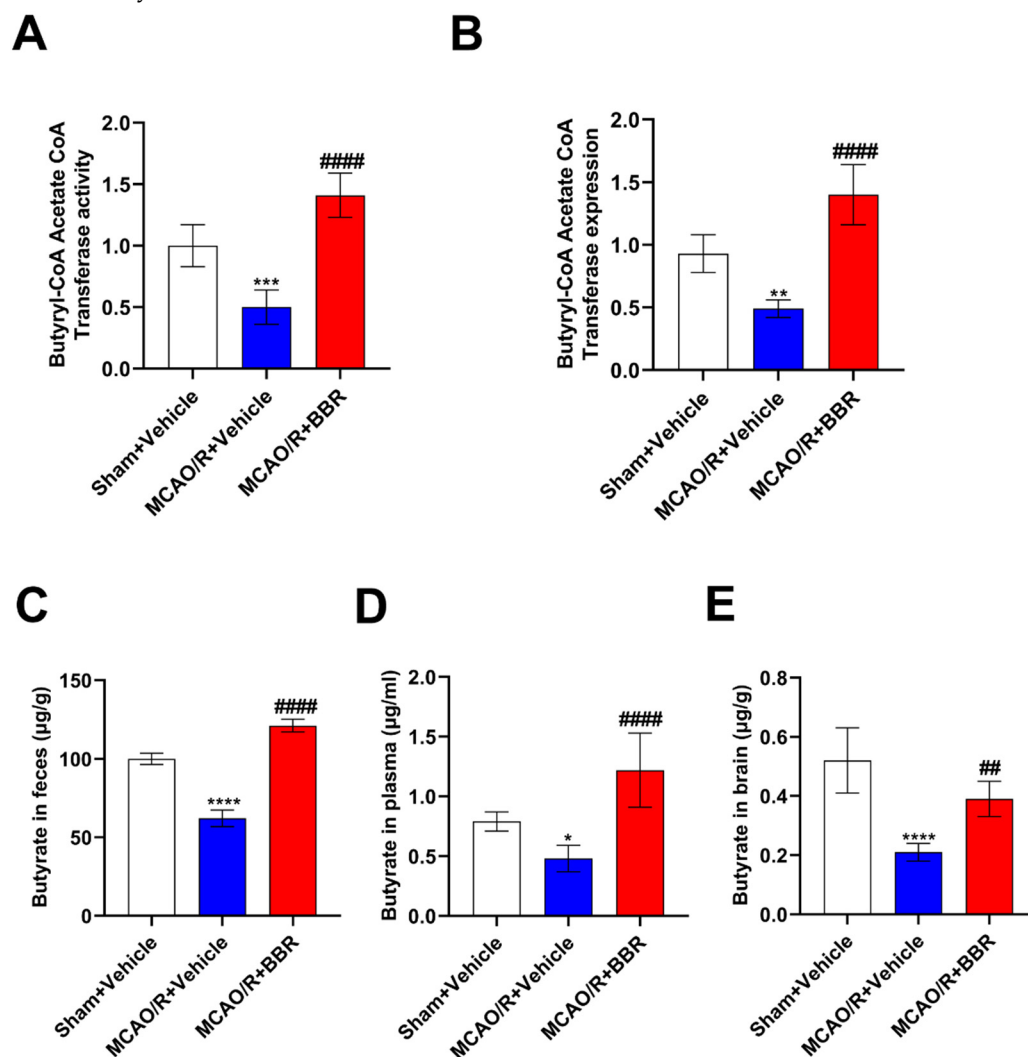 A
Butyryl-CoA Acetate CoA
Transferase activity
2.0
1.5
1.0
0.5
0.0
***
####
Sham+Vehicle
MCAO/R+Vehicle
MCAO/R+BBR
B
Butyryl-CoA Acetate CoA
Transferase expression
2.0
1.5
1.0
0.5
0.0
**
####
Sham+Vehicle
MCAO/R+Vehicle
MCAO/R+BBR
C
Butyrate in feces (μg/g)
150
100
50
0
****
####
Sham+Vehicle
MCAO/R+Vehicle
MCAO/R+BBR
D
Butyrate in plasma (μg/ml)
2.0
1.5
1.0
0.5
0.0
*
####
Sham+Vehicle
MCAO/R+Vehicle
MCAO/R+BBR
E
Butyrate in brain (μg/g)
0.8
0.6
0.4
0.2
0.0
****
##
Sham+Vehicle
MCAO/R+Vehicle
MCAO/R+BBR